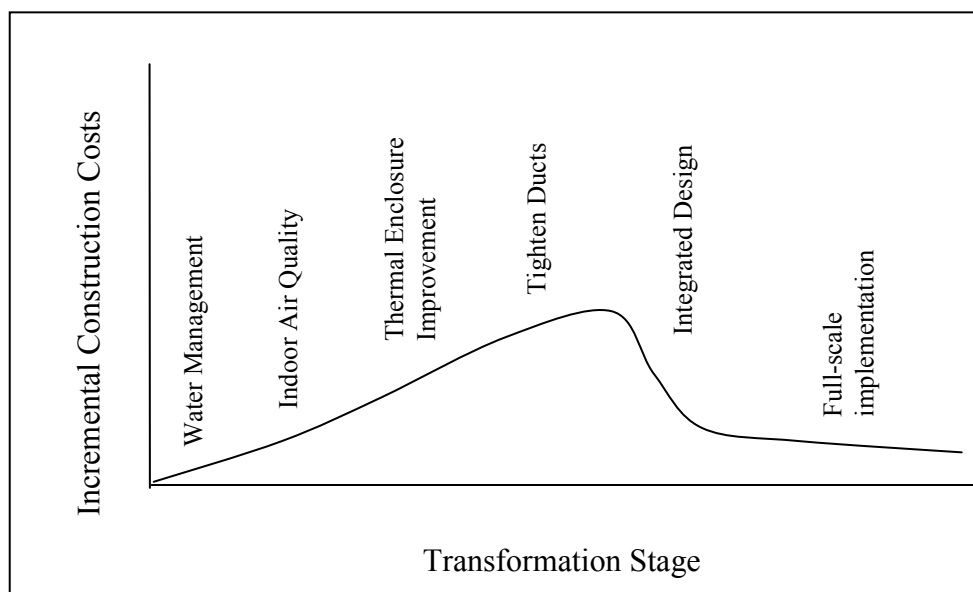 Incremental Construction Costs
Water Management
Indoor Air Quality
Thermal Enclosure
Improvement
Tighten Ducts
Integrated Design
Full-scale
implementation
Transformation Stage